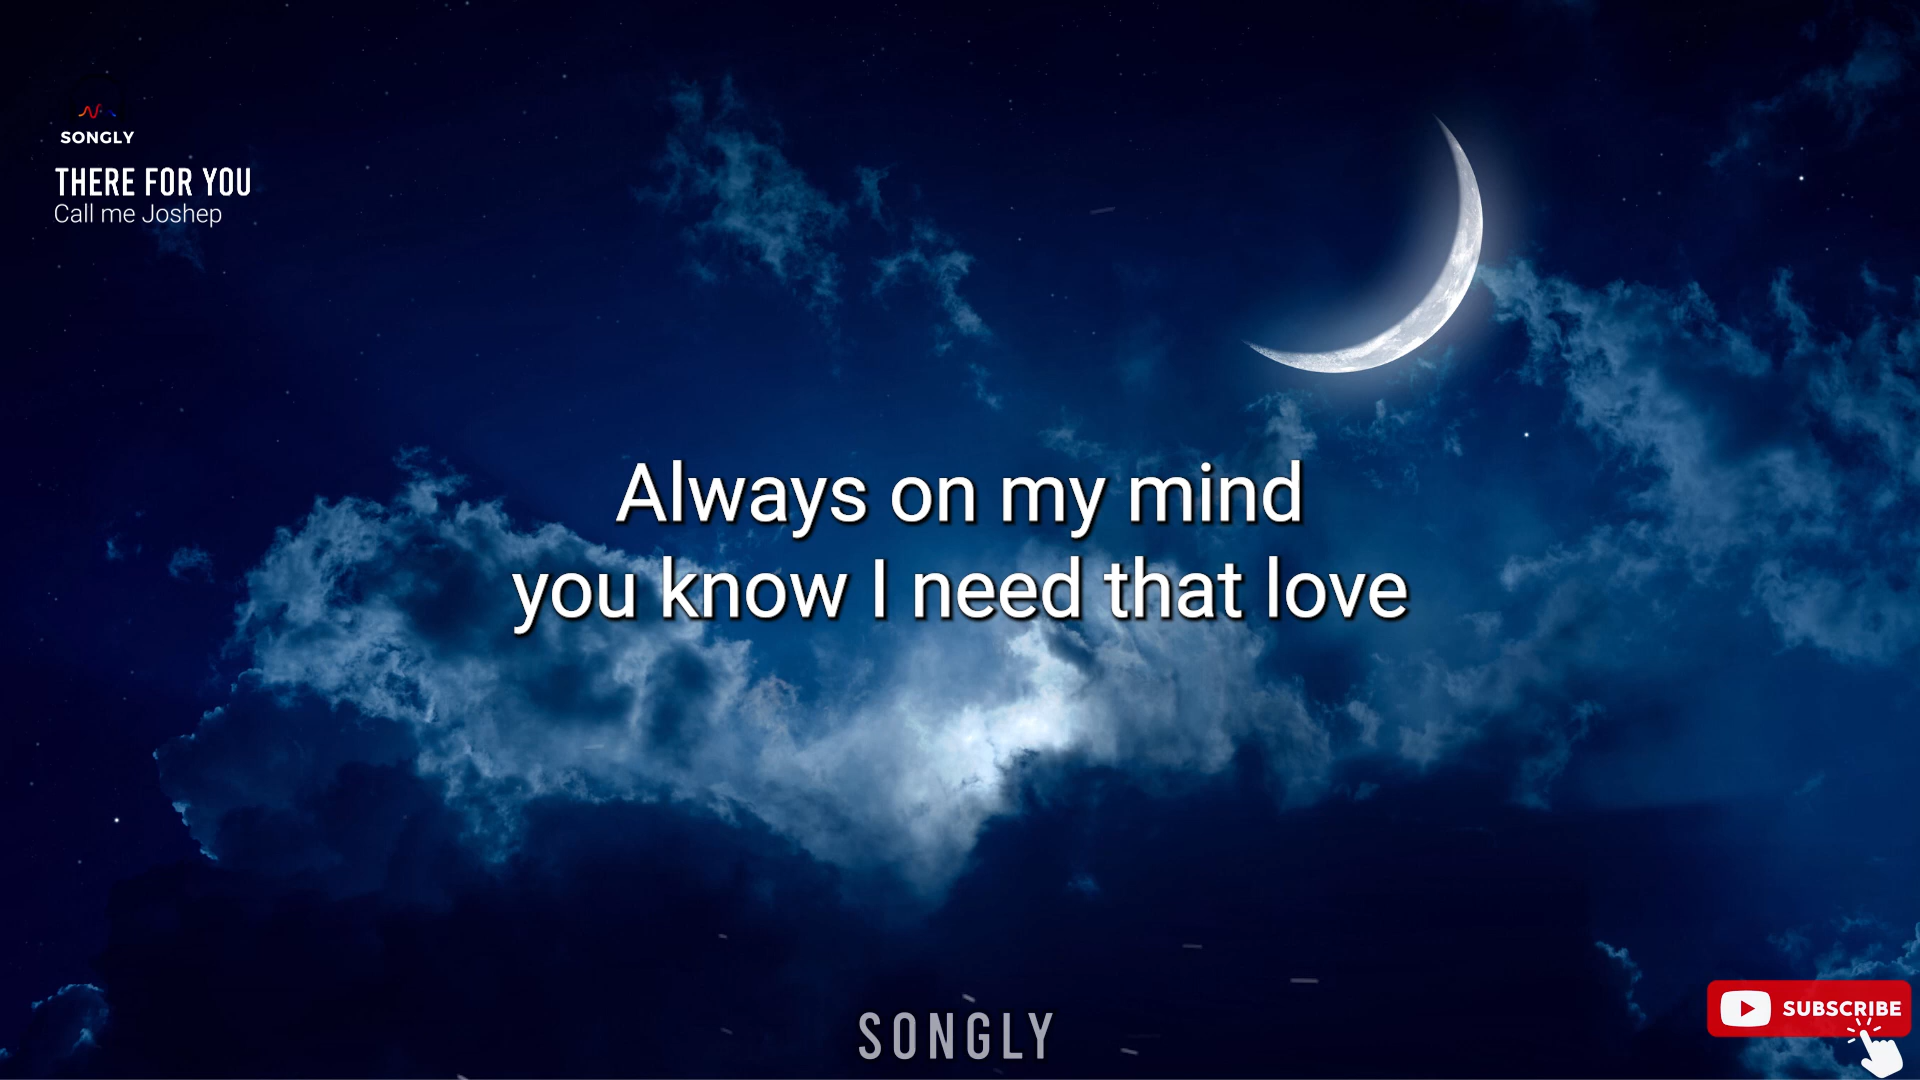 SONGLY
THERE FOR YOU
Call me Joshep
Always on my mind
you know I need that love
SONGLY
SUBSCRIBE